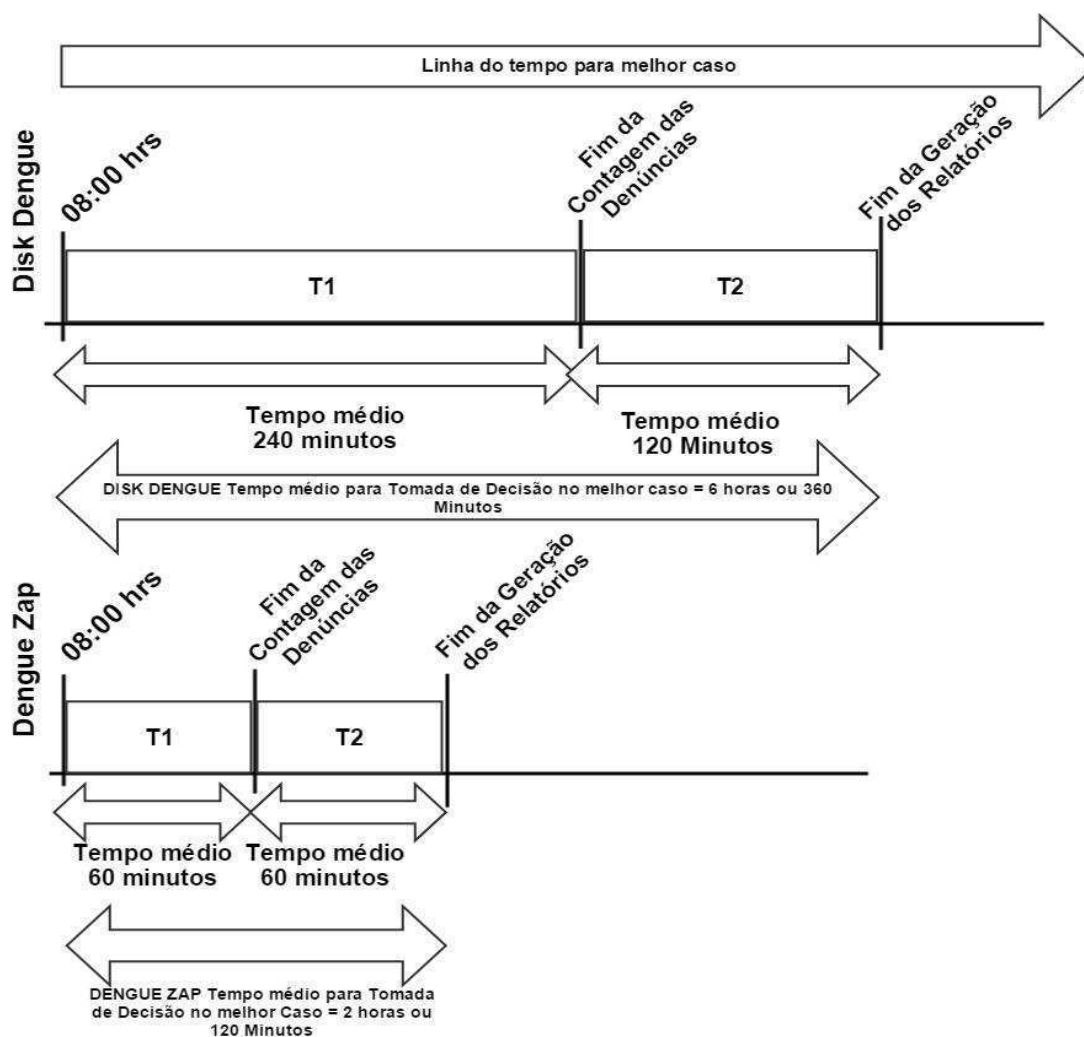 Linha do tempo para melhor caso
Disk Dengue
08:00 hrs
Fim da
Contagem das
Denúncias
Fim da Geração
dos Relatórios
T1
T2
Tempo médio
240 minutos
Tempo médio
120 Minutos
DISK DENGUE Tempo médio para Tomada de Decisão no melhor caso = 6 horas ou 360
Minutos
Dengue Zap
08:00 hrs
Fim da
Contagem das
Denúncias
Fim da Geração
dos Relatórios
T1
T2
Tempo médio
60 minutos
Tempo médio
60 minutos
DENGUE ZAP Tempo médio para Tomada
de Decisão no melhor Caso = 2 horas ou
120 Minutos